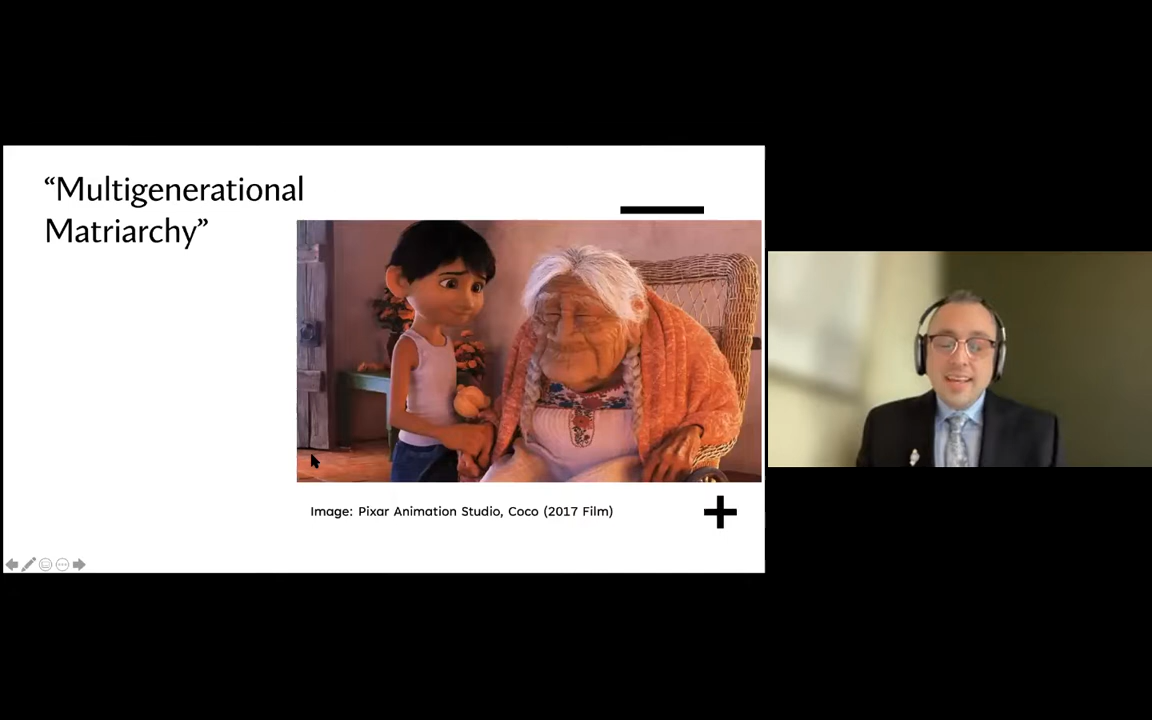 “Multigenerational
Matriarchy”
Image: Pixar Animation Studio, Coco (2017 Film)